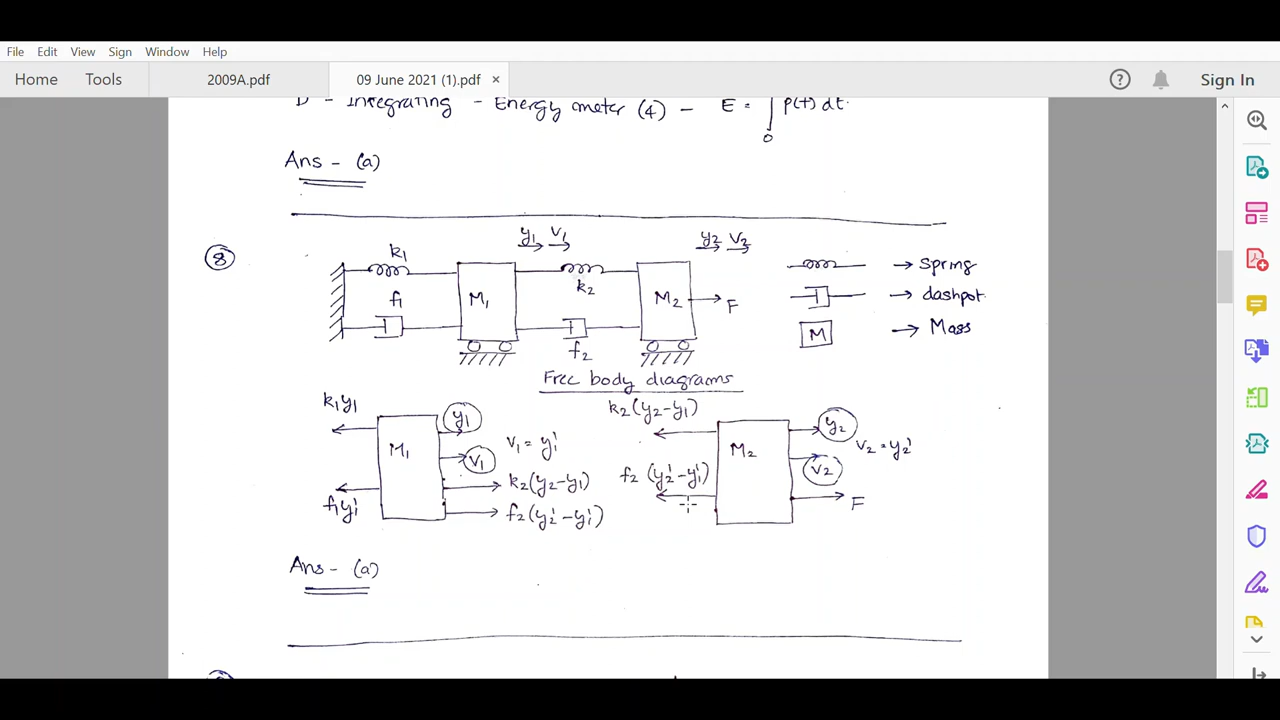 File Edit View Sign Window Help
Home Tools 2009A.pdf 09 June 2021 (1).pdf × ? Sign In
D - Integrating - Energy meter (4) - E = ∫ p(t) dt.
0
Ans - (a)
8
y1 v1 y2 v2
k1 → Spring
k2
f1 M1 M2 F → dashpot
M → Mass
f2
Free body diagrams
k1y1 k2(y2-y1)
y1 y2
M1 v1 = y1' M2 v2 = y2'
v1 k2(y2-y1) f2(y2'-y1') v2
f1y1' f2(y2'-y1') F
Ans - (a)